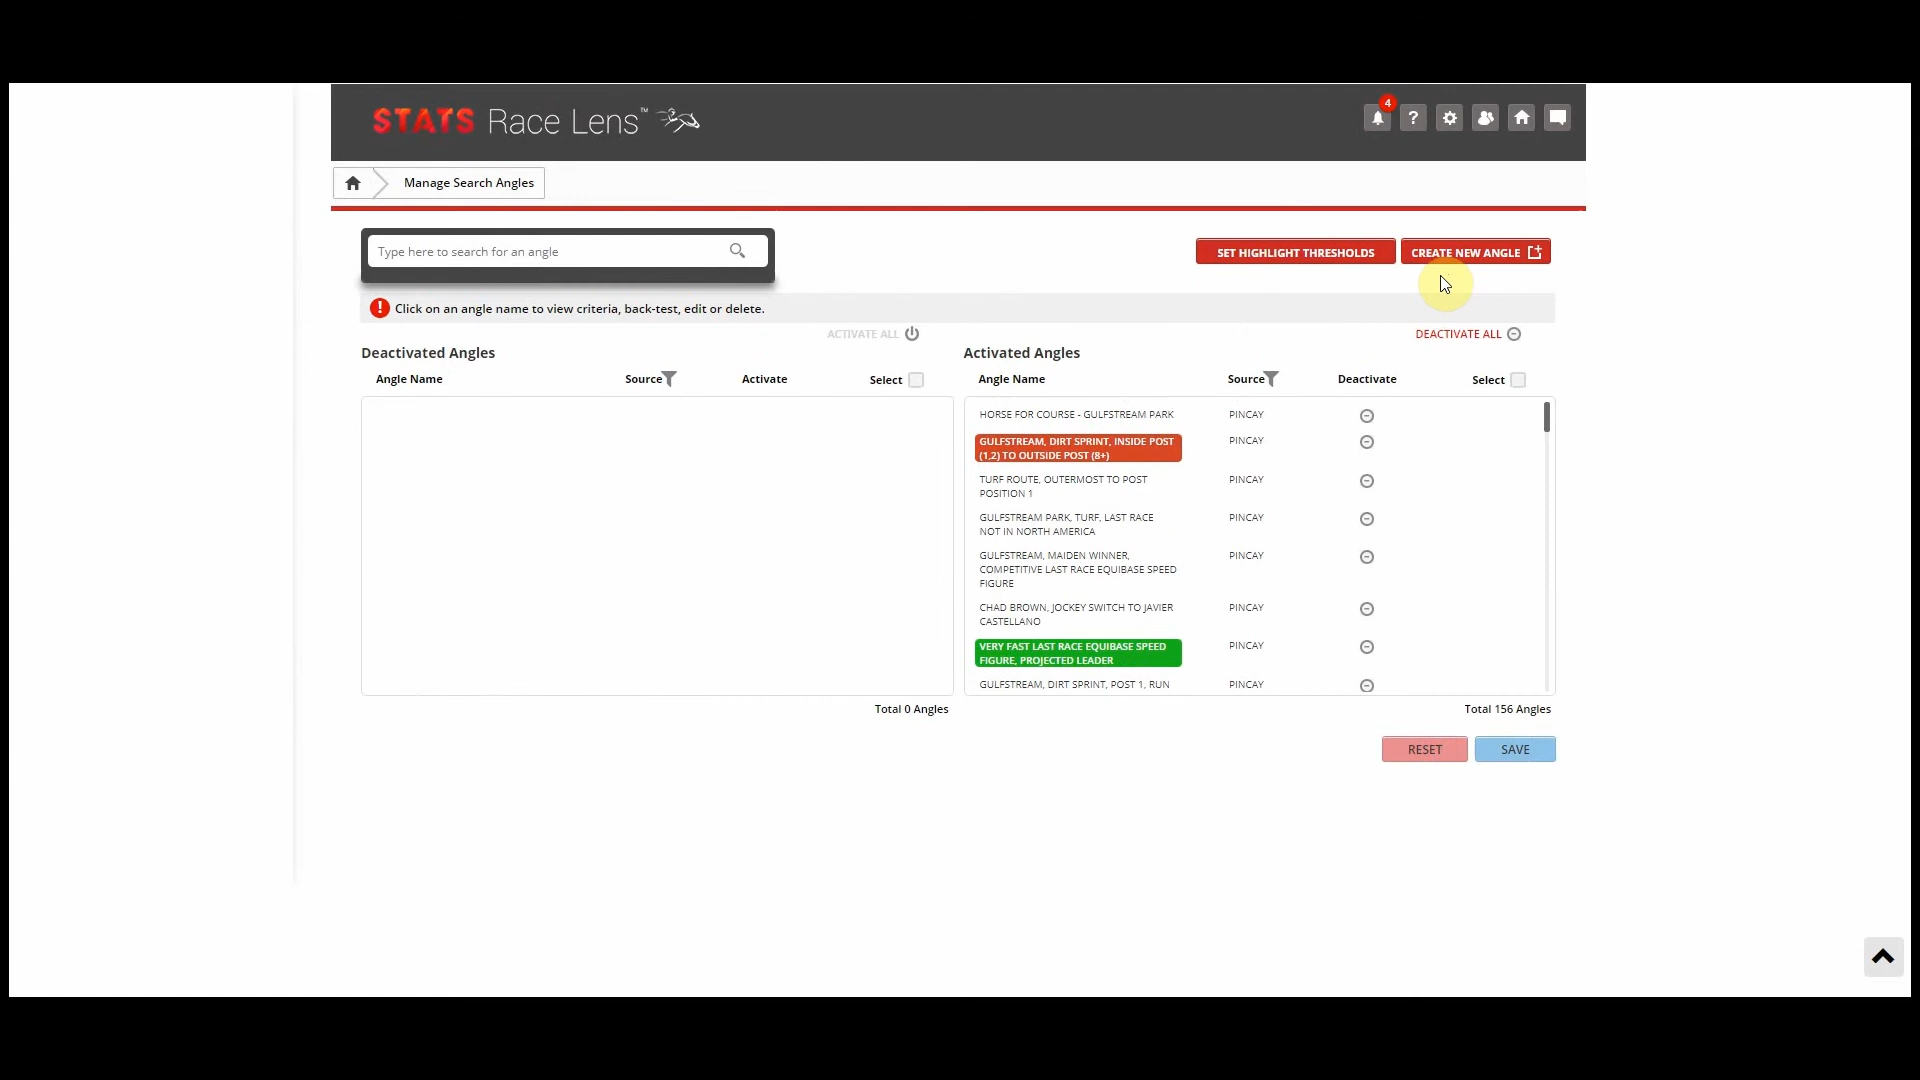 STATS Race Lens™
4
?
Manage Search Angles
Type here to search for an angle
SET HIGHLIGHT THRESHOLDS
CREATE NEW ANGLE
! Click on an angle name to view criteria, back-test, edit or delete.
ACTIVATE ALL
DEACTIVATE ALL
Deactivated Angles
Angle Name Source Activate Select
Total 0 Angles
Activated Angles
Angle Name Source Deactivate Select
HORSE FOR COURSE - GULFSTREAM PARK PINCAY
GULFSTREAM, DIRT SPRINT, INSIDE POST PINCAY
(1,2) TO OUTSIDE POST (8+)
TURF ROUTE, OUTERMOST TO POST PINCAY
POSITION 1
GULFSTREAM PARK, TURF, LAST RACE PINCAY
NOT IN NORTH AMERICA
GULFSTREAM, MAIDEN WINNER, PINCAY
COMPETITIVE LAST RACE EQUIBASE SPEED
FIGURE
CHAD BROWN, JOCKEY SWITCH TO JAVIER PINCAY
CASTELLANO
VERY FAST LAST RACE EQUIBASE SPEED PINCAY
FIGURE, PROJECTED LEADER
GULFSTREAM, DIRT SPRINT, POST 1, RUN PINCAY
Total 156 Angles
RESET
SAVE